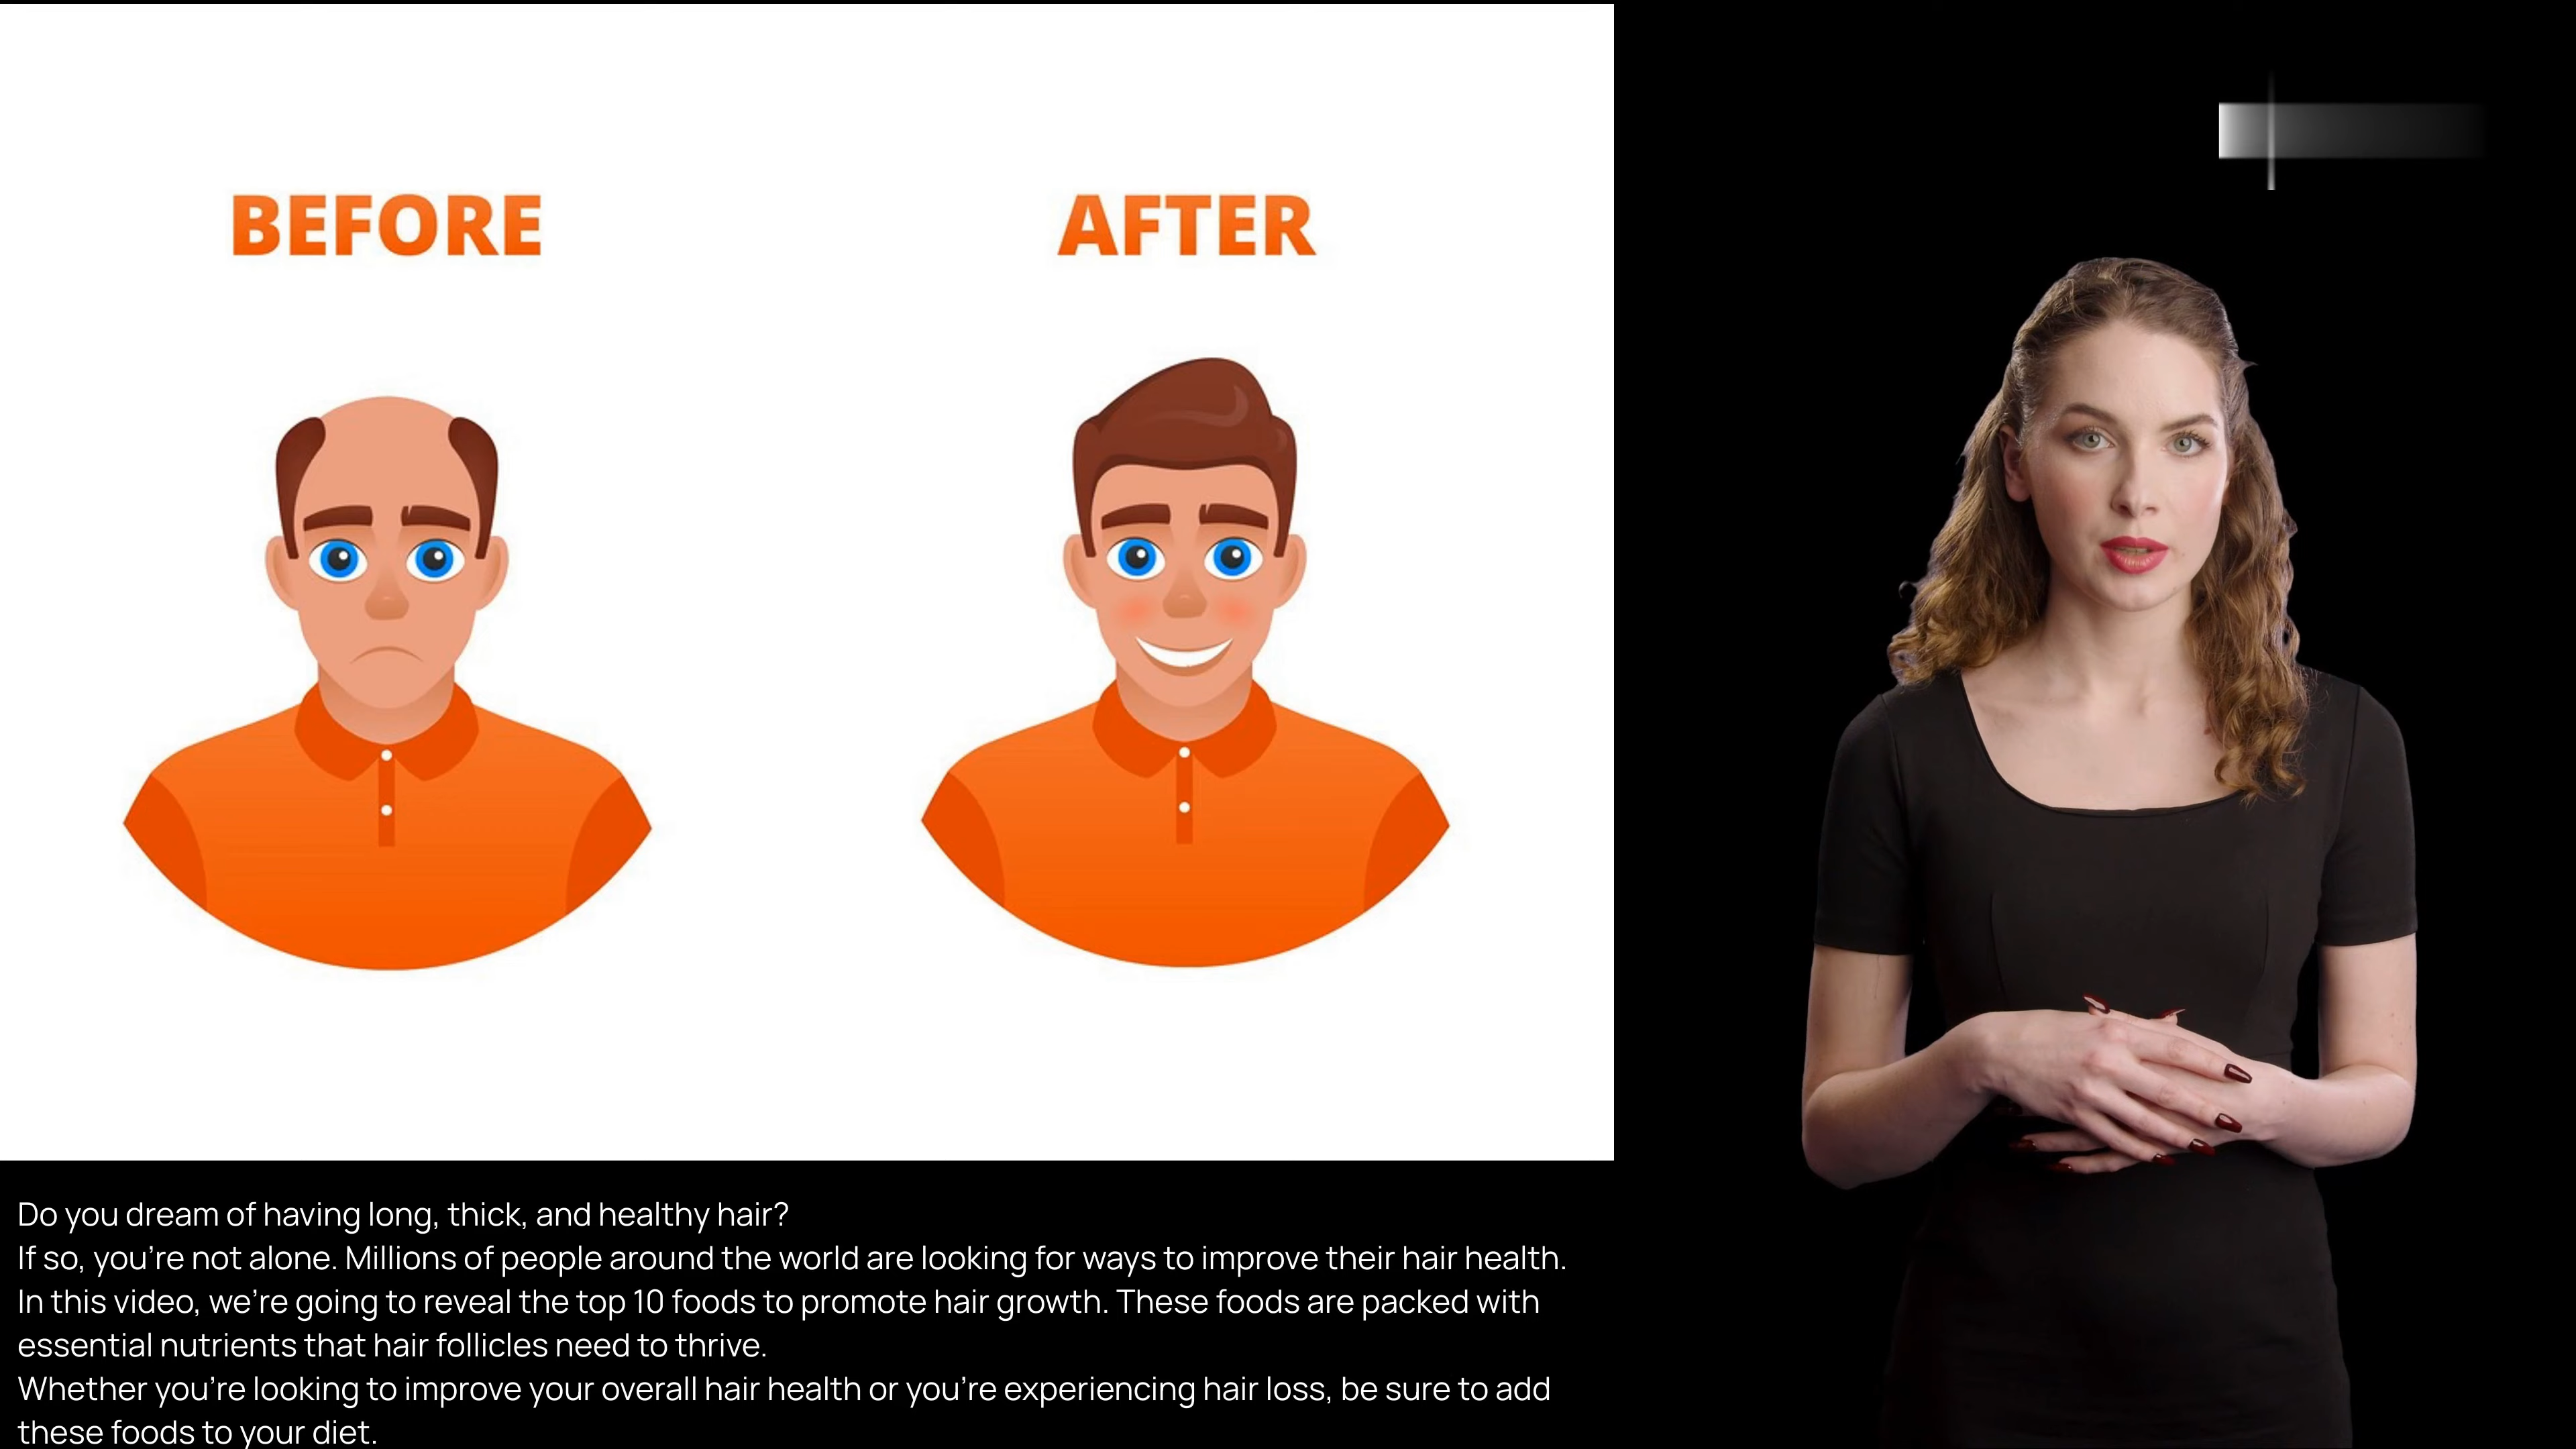 BEFORE
AFTER
Do you dream of having long, thick, and healthy hair?
If so, you're not alone. Millions of people around the world are looking for ways to improve their hair health.
In this video, we're going to reveal the top 10 foods to promote hair growth. These foods are packed with
essential nutrients that hair follicles need to thrive.
Whether you're looking to improve your overall hair health or you're experiencing hair loss, be sure to add
these foods to your diet.